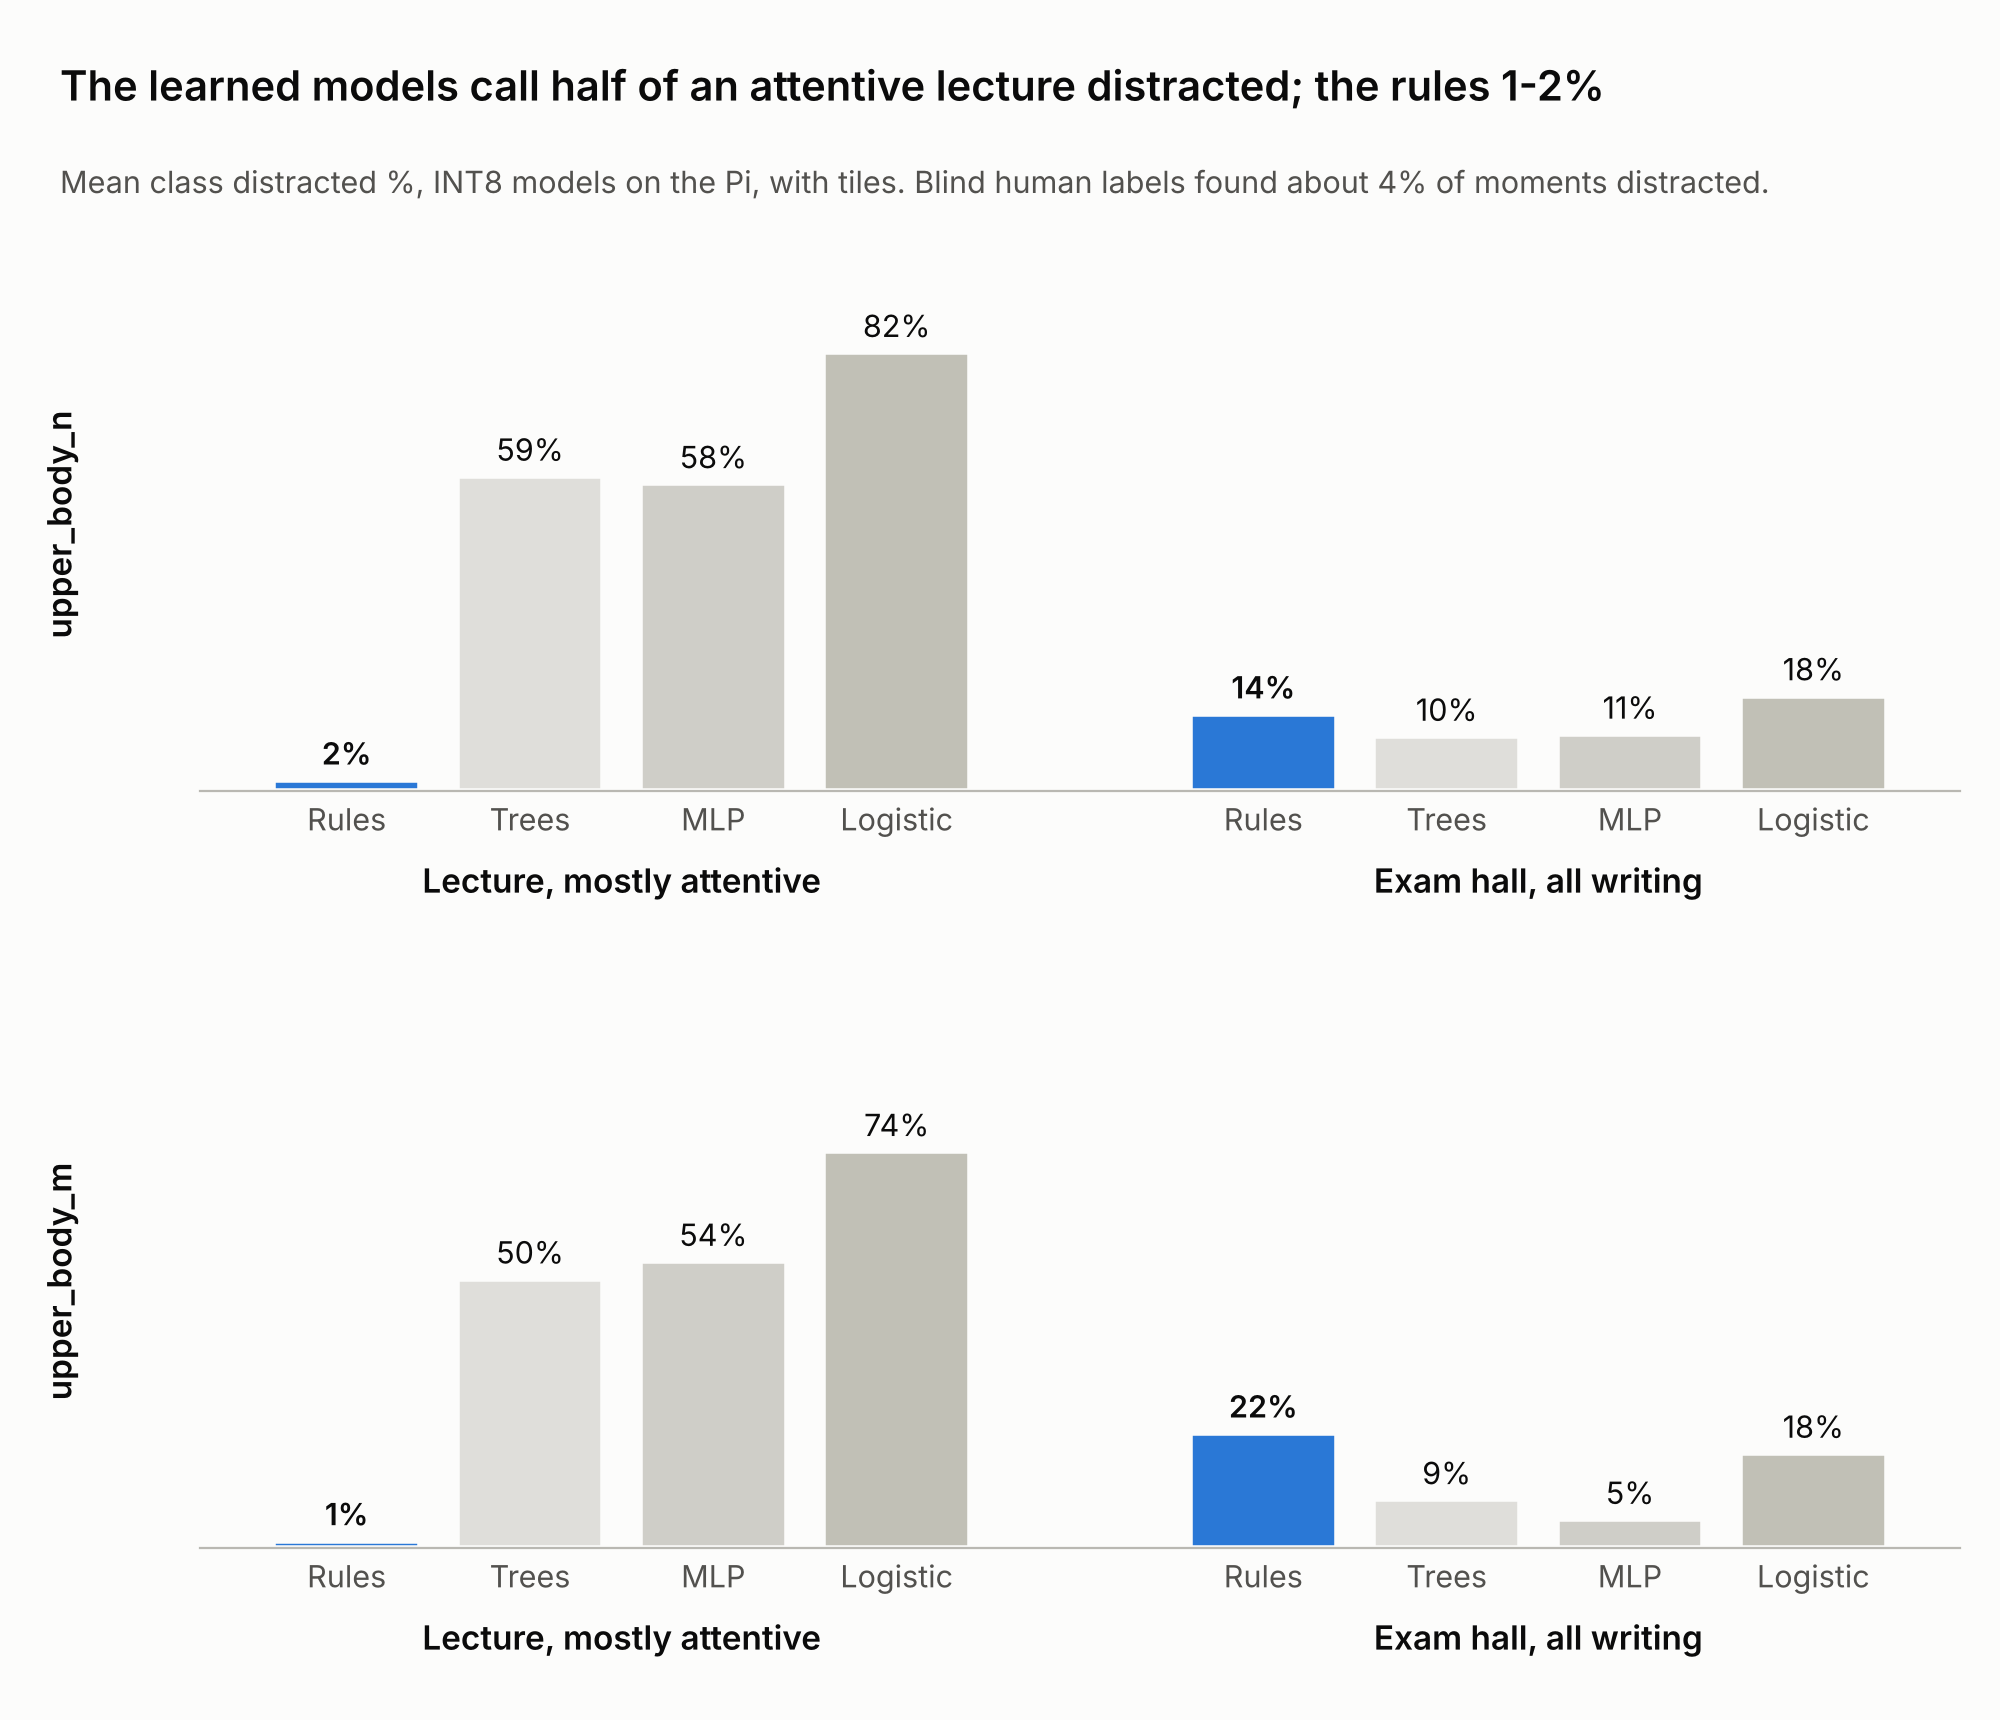 The learned models call half of an attentive lecture distracted; the rules 1-2%
Mean class distracted %, INT8 models on the Pi, with tiles. Blind human labels found about 4% of moments distracted.
upper_body_n
2% 59% 58% 82% 14% 10% 11% 18%
Rules Trees MLP Logistic Rules Trees MLP Logistic
Lecture, mostly attentive Exam hall, all writing
upper_body_m
1% 50% 54% 74% 22% 9% 5% 18%
Rules Trees MLP Logistic Rules Trees MLP Logistic
Lecture, mostly attentive Exam hall, all writing